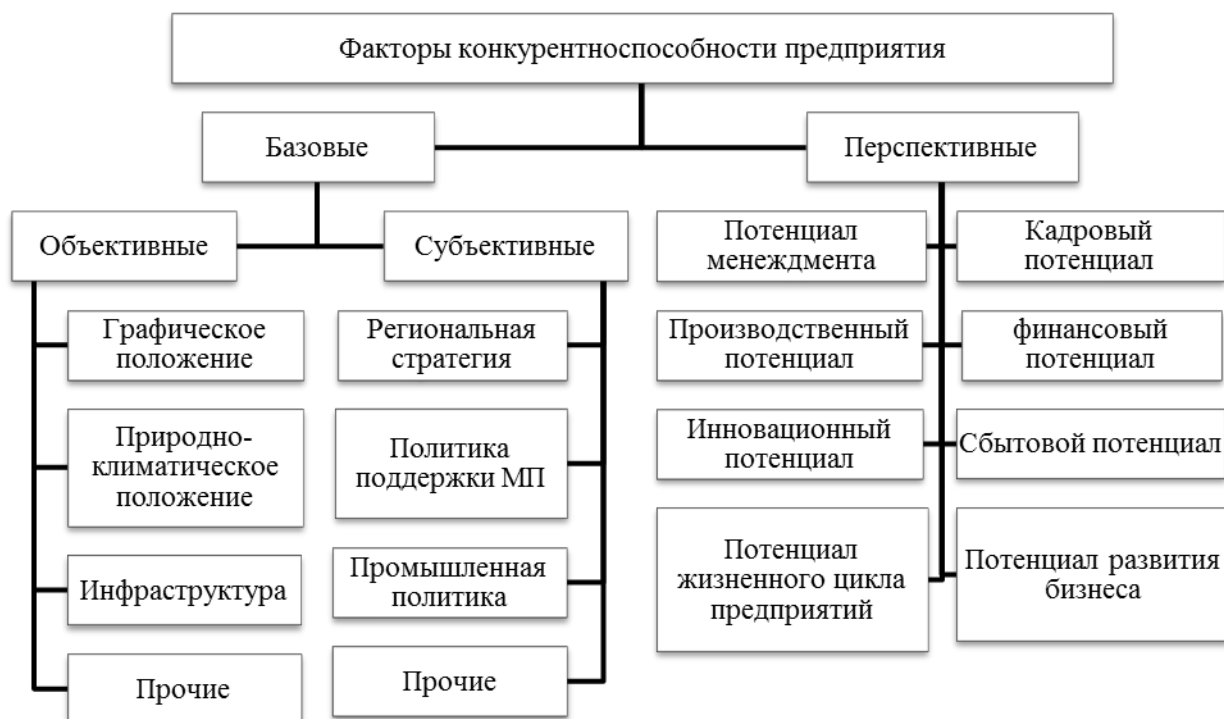 Факторы конкурентноспособности предприятия
Базовые
Перспективные
Объективные
Субъективные
Графическое
положение
Природно-
климатическое
положение
Инфраструктура
Прочие
Региональная
стратегия
Политика
поддержки МП
Промышленная
политика
Прочие
Потенциал
менеждмента
Кадровый
потенциал
Производственный
потенциал
финансовый
потенциал
Инновационный
потенциал
Сбытовой потенциал
Потенциал
жизненного цикла
предприятий
Потенциал развития
бизнеса